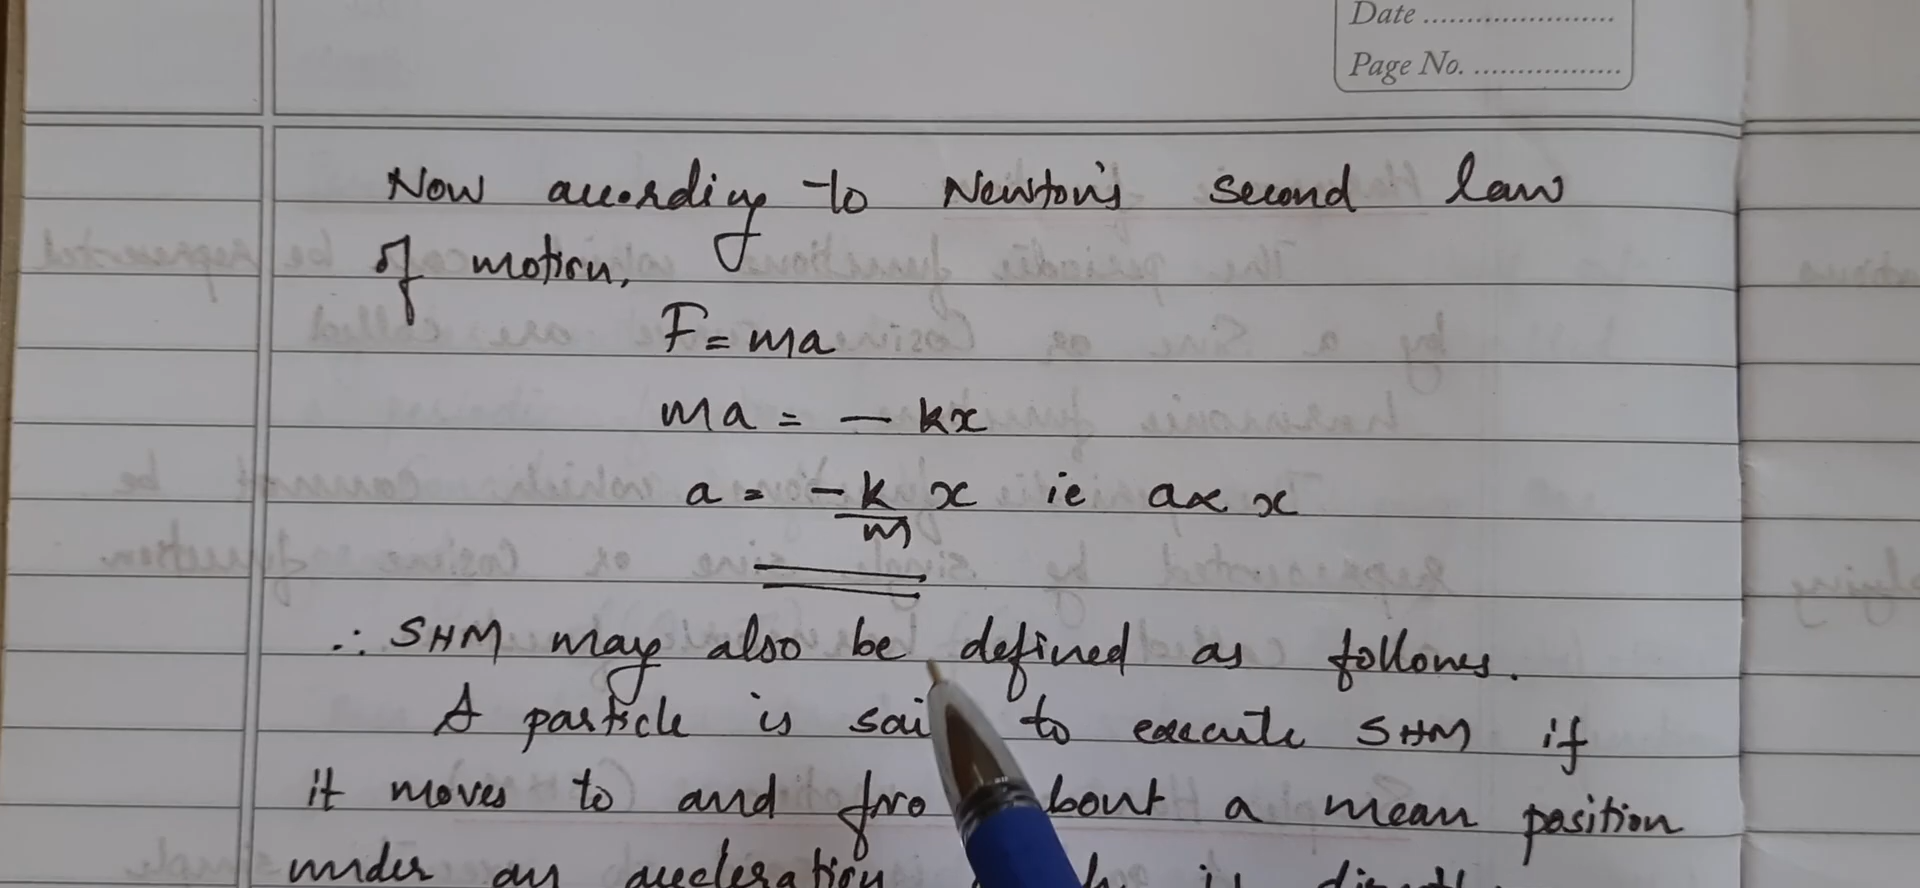 Date ......................
Page No. ..................
Now according to Newton's second law
of motion,
F = ma
ma = - kx
a = - k/m x ie a ∝ x
∴ SHM may also be defined as follows.
A particle is sai to execute SHM if
it moves to and fro bout a mean position
under an acceleration is